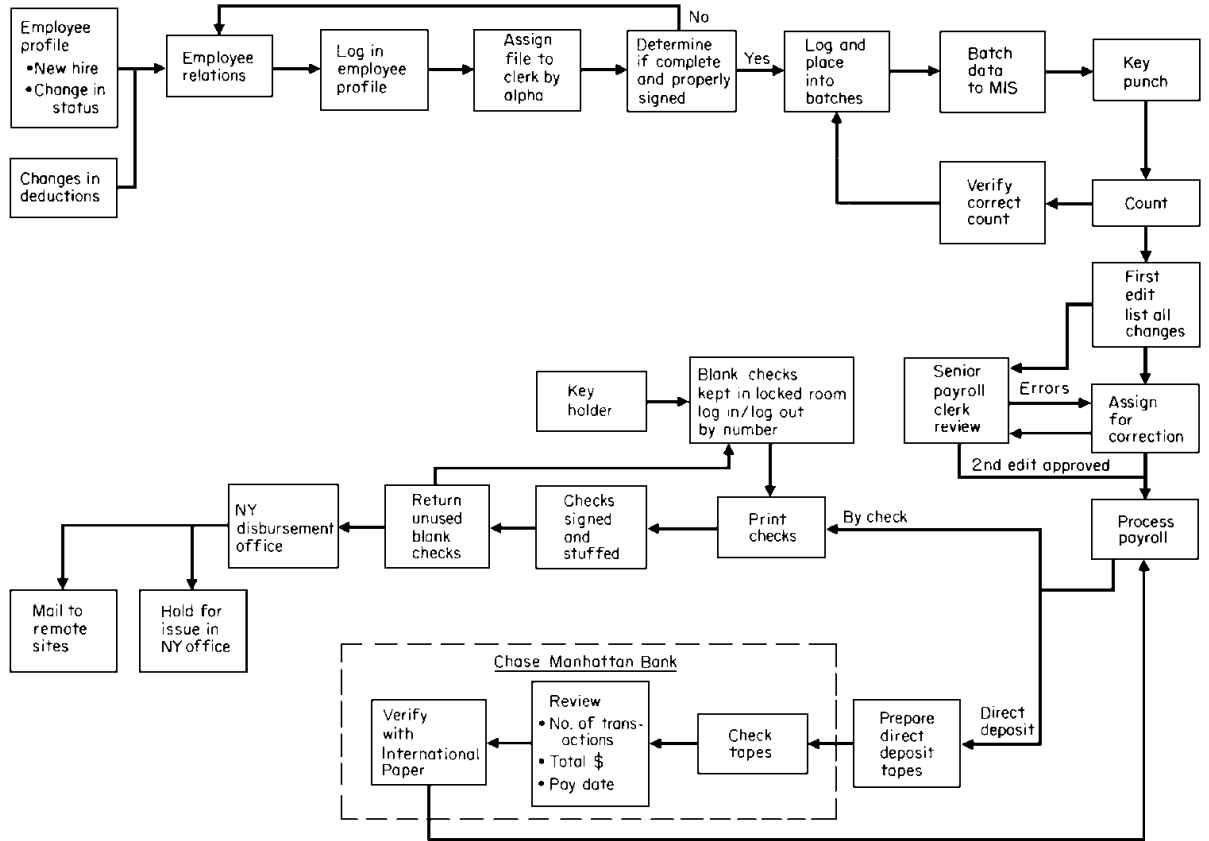 No
Employee
profile
•New hire
•Change in
status
Employee
relations
Log in
employee
profile
Assign
file to
clerk by
alpha
Determine
if complete
and properly
signed
Yes
Log and
place
into
batches
Batch
data
to MIS
Key
punch
Changes in
deductions
Verify
correct
count
Count
First
edit
list all
changes
Key
holder
Blank checks
kept in locked room
log in/log out
by number
Senior
payroll
clerk
review
Errors
Assign
for
correction
2nd edit approved
NY
disbursement
office
Return
unused
blank
checks
Checks
signed
and
stuffed
Print
checks
By check
Process
payroll
Mail to
remote
sites
Hold for
issue in
NY office
Chase Manhattan Bank
Verify
with
International
Paper
Review
•No. of trans-
actions
•Total $
•Pay date
Check
tapes
Prepare
direct
deposit
tapes
Direct
deposit